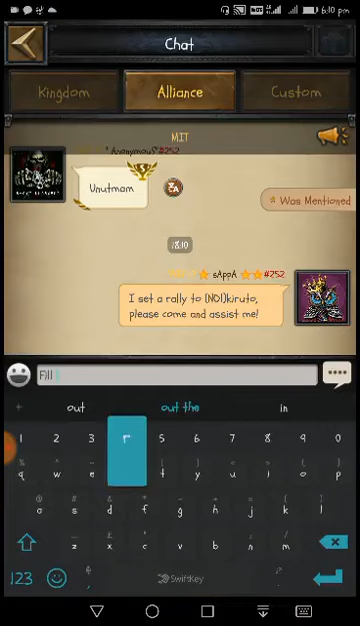 6:10 pm
Chat
Kingdom Alliance Custom
MIT
" AnonymouS"#252
Unutmam
Was Mentioned
18:10
sAppA #252
I set a rally to (NOI)kiruto,
please come and assist me!
Fill
out out the in
1 2 3 r 5 6 7 8 9 0
q w e t y u i o p
a s d f g h j k l
z x c v b n m
123 SwiftKey